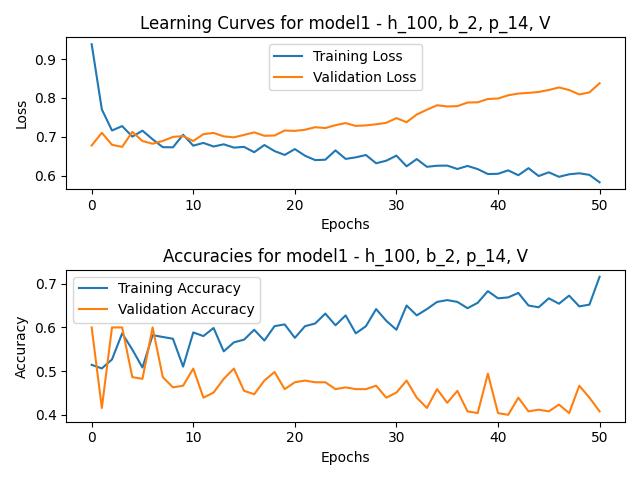 Learning Curves for model1 - h_100, b_2, p_14, V
0.9
0.8
0.7
0.6
Loss
Training Loss
Validation Loss
0 10 20 30 40 50
Epochs
Accuracies for model1 - h_100, b_2, p_14, V
0.7
0.6
0.5
0.4
Accuracy
Training Accuracy
Validation Accuracy
0 10 20 30 40 50
Epochs